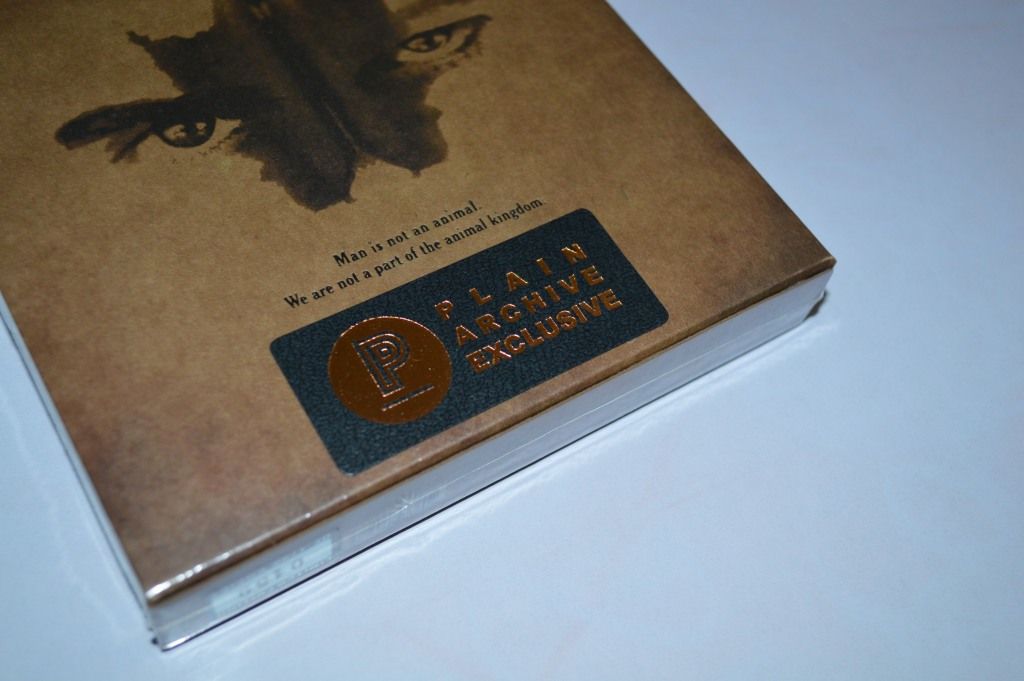 Man is not an animal.
We are not a part of the animal kingdom.
P
PLAIN
ARCHIVE
EXCLUSIVE